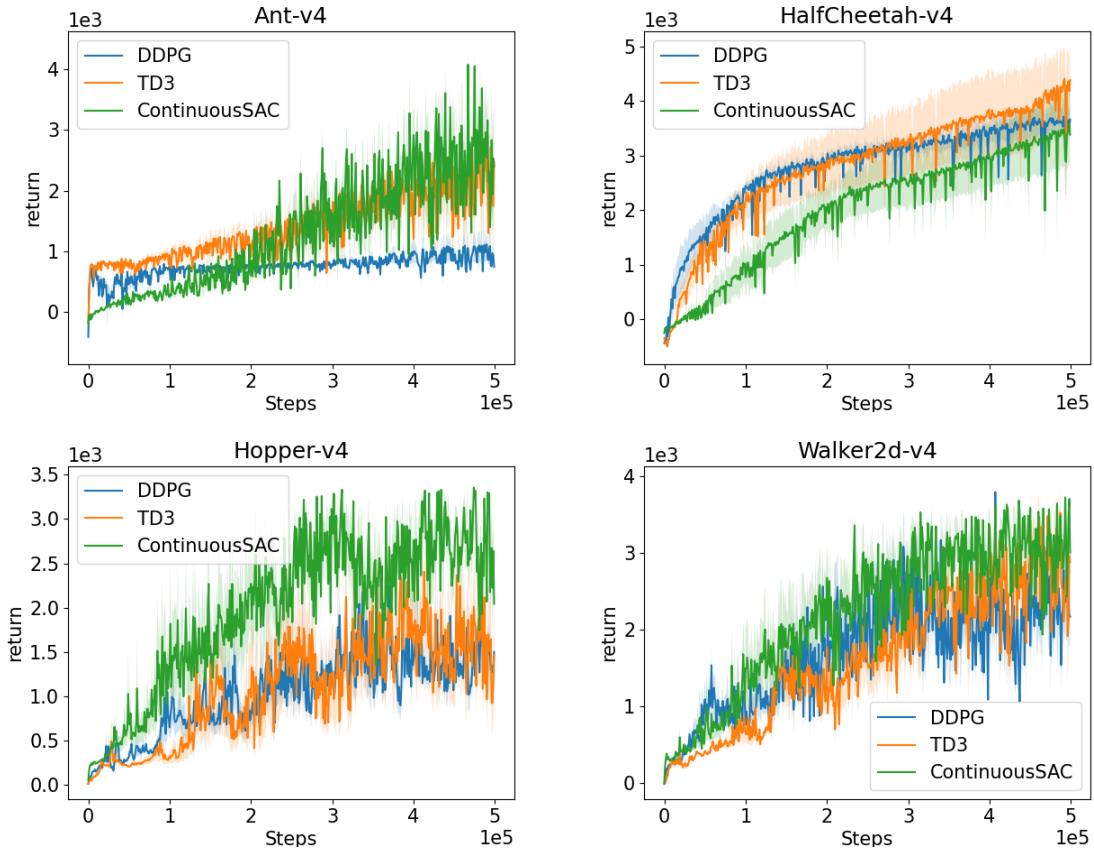 Ant-v4
1e3
DDPG
TD3
ContinuousSAC
return
4
3
2
1
0
0 1 2 3 4 5
Steps
1e5
HalfCheetah-v4
1e3
DDPG
TD3
ContinuousSAC
return
5
4
3
2
1
0
0 1 2 3 4 5
Steps
1e5
Hopper-v4
1e3
DDPG
TD3
ContinuousSAC
return
3.5
3.0
2.5
2.0
1.5
1.0
0.5
0.0
0 1 2 3 4 5
Steps
1e5
Walker2d-v4
1e3
return
4
3
2
1
0
DDPG
TD3
ContinuousSAC
0 1 2 3 4 5
Steps
1e5